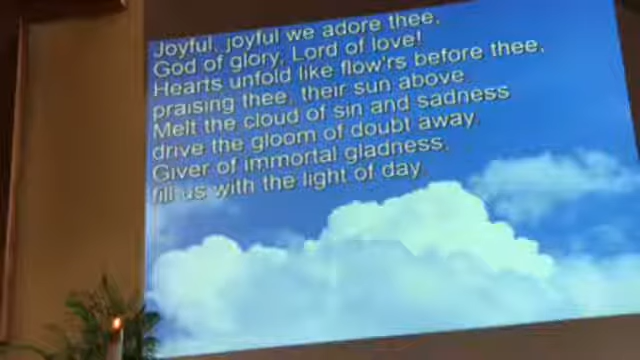 Joyful, joyful we adore thee,
God of glory, Lord of love!
Hearts unfold like flow'rs before thee,
praising thee, their sun above.
Melt the cloud of sin and sadness
drive the gloom of doubt away.
Giver of immortal gladness,
fill us with the light of day.